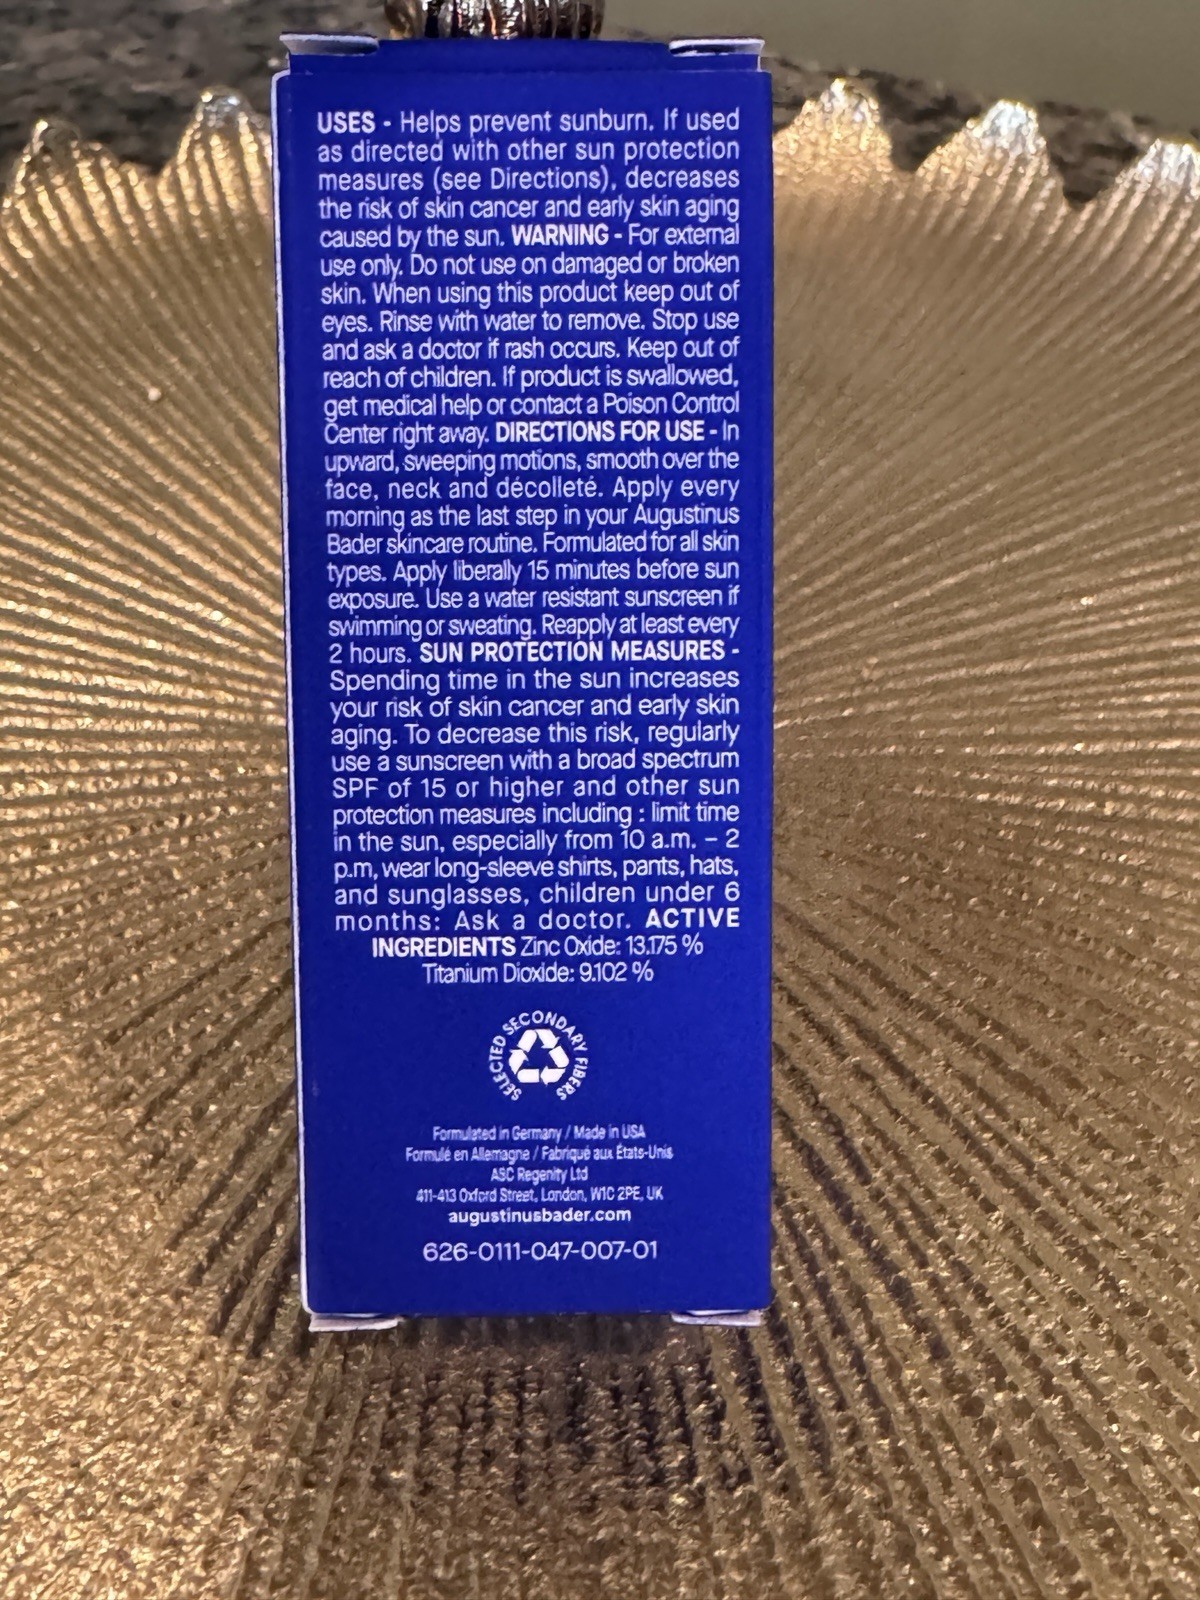 USES - Helps prevent sunburn. If used
as directed with other sun protection
measures (see Directions), decreases
the risk of skin cancer and early skin aging
caused by the sun. WARNING - For external
use only. Do not use on damaged or broken
skin. When using this product keep out of
eyes. Rinse with water to remove. Stop use
and ask a doctor if rash occurs. Keep out of
reach of children. If product is swallowed,
get medical help or contact a Poison Control
Center right away. DIRECTIONS FOR USE - In
upward, sweeping motions, smooth over the
face, neck and décolleté. Apply every
morning as the last step in your Augustinus
Bader skincare routine. Formulated for all skin
types. Apply liberally 15 minutes before sun
exposure. Use a water resistant sunscreen if
swimming or sweating. Reapply at least every
2 hours. SUN PROTECTION MEASURES -
Spending time in the sun increases
your risk of skin cancer and early skin
aging. To decrease this risk, regularly
use a sunscreen with a broad spectrum
SPF of 15 or higher and other sun
protection measures including : limit time
in the sun, especially from 10 a.m. – 2
p.m, wear long-sleeve shirts, pants, hats,
and sunglasses, children under 6
months: Ask a doctor. ACTIVE
INGREDIENTS Zinc Oxide: 13.175 %
Titanium Dioxide: 9.102 %
SELECTED SECONDARY FIBERS
Formulated in Germany / Made in USA
Formulé en Allemagne / Fabriqué aux États-Unis
ASC Regenity Ltd
411-413 Oxford Street, London, W1C 2PE, UK
augustinusbader.com
626-0111-047-007-01